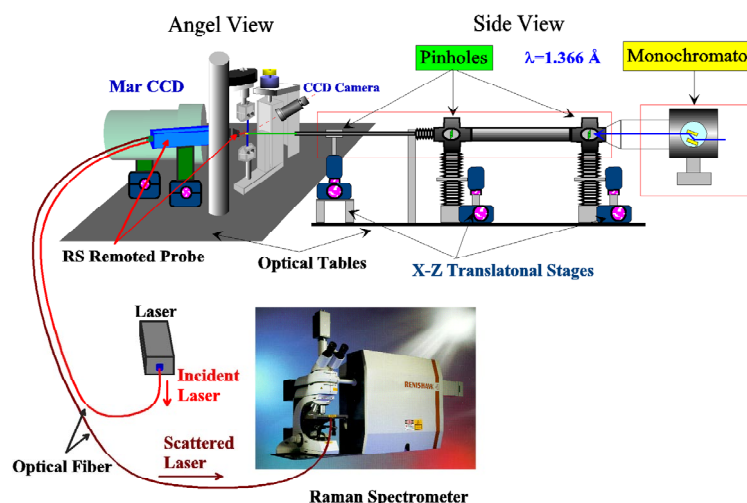 Angel View
Side View
Pinholes
λ=1.366 Å
Monochromato
Mar CCD
CCD Camera
RS Remoted Probe
Optical Tables
X-Z Translatonal Stages
Laser
Incident
Laser
RENISHAW
Optical Fiber
Scattered
Laser
Raman Spectrometer